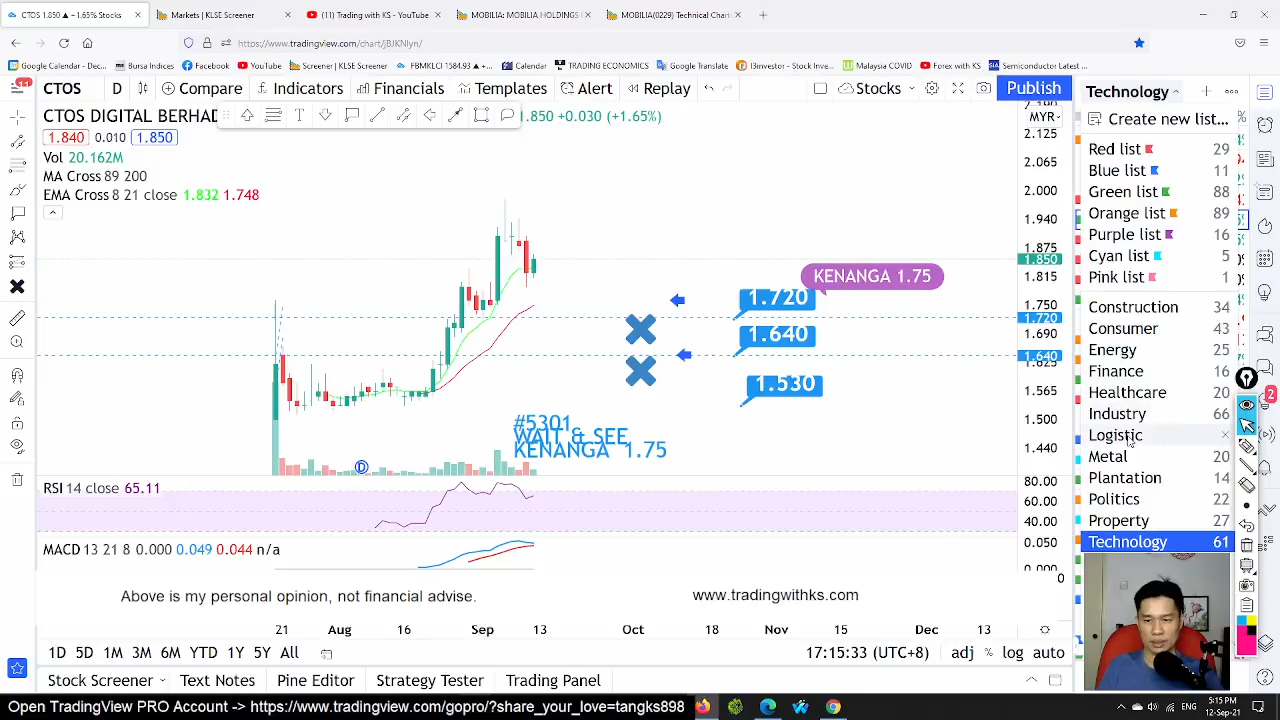 CTOS 1.850 ▲ +1.65% Stocks
Markets | KLSE Screener
(11) Trading with KS - YouTube
MOBILIA: MOBILIA HOLDINGS
MOBILIA(0229) Technical Chart
https://www.tradingview.com/chart/jBJKNlyn/
Google Calendar - Dec...
Bursa Indices
Facebook
YouTube
Screener | KLSE Screener
FBMKLCI 1584.93 ▲ +...
Calendar
TRADING ECONOMICS
Google Translate
i3investor - Stock Inve...
Malaysia COVID
Forex with KS
Semiconductor Latest ...
11
CTOS
D
Compare
Indicators
Financials
Templates
Alert
Replay
Stocks
Publish
Technology
CTOS DIGITAL BERHAD
1.850 +0.030 (+1.65%)
MYR
1.840 0.010 1.850
Vol 20.162M
MA Cross 89 200
EMA Cross 8 21 close 1.832 1.748
2.125
2.065
2.000
1.940
1.875
1.850
1.815
1.750
1.720
1.690
1.640
1.565
1.500
1.440
KENANGA 1.75
1.720
1.640
1.530
#5301
WAIT & SEE
KENANGA 1.75
D
RSI 14 close 65.11
80.00
60.00
40.00
MACD 13 21 8 0.000 0.049 0.044 n/a
0.050
0.000
0
Above is my personal opinion, not financial advise.
www.tradingwithks.com
21 Aug 16 Sep 13 Oct 18 Nov 15 Dec 13
1D 5D 1M 3M 6M YTD 1Y 5Y All
17:15:33 (UTC+8)
adj % log auto
Stock Screener
Text Notes
Pine Editor
Strategy Tester
Trading Panel
Create new list...
Red list 29
Blue list 11
Green list 88
Orange list 89
Purple list 16
Cyan list 5
Pink list 1
Construction 34
Consumer 43
Energy 25
Finance 16
Healthcare 20
Industry 66
Logistic
Metal 20
Plantation 14
Politics 22
Property 27
Technology 61
2
Open TradingView PRO Account -> https://www.tradingview.com/gopro/?share_your_love=tangks898
5:15 PM
12-Sep-21